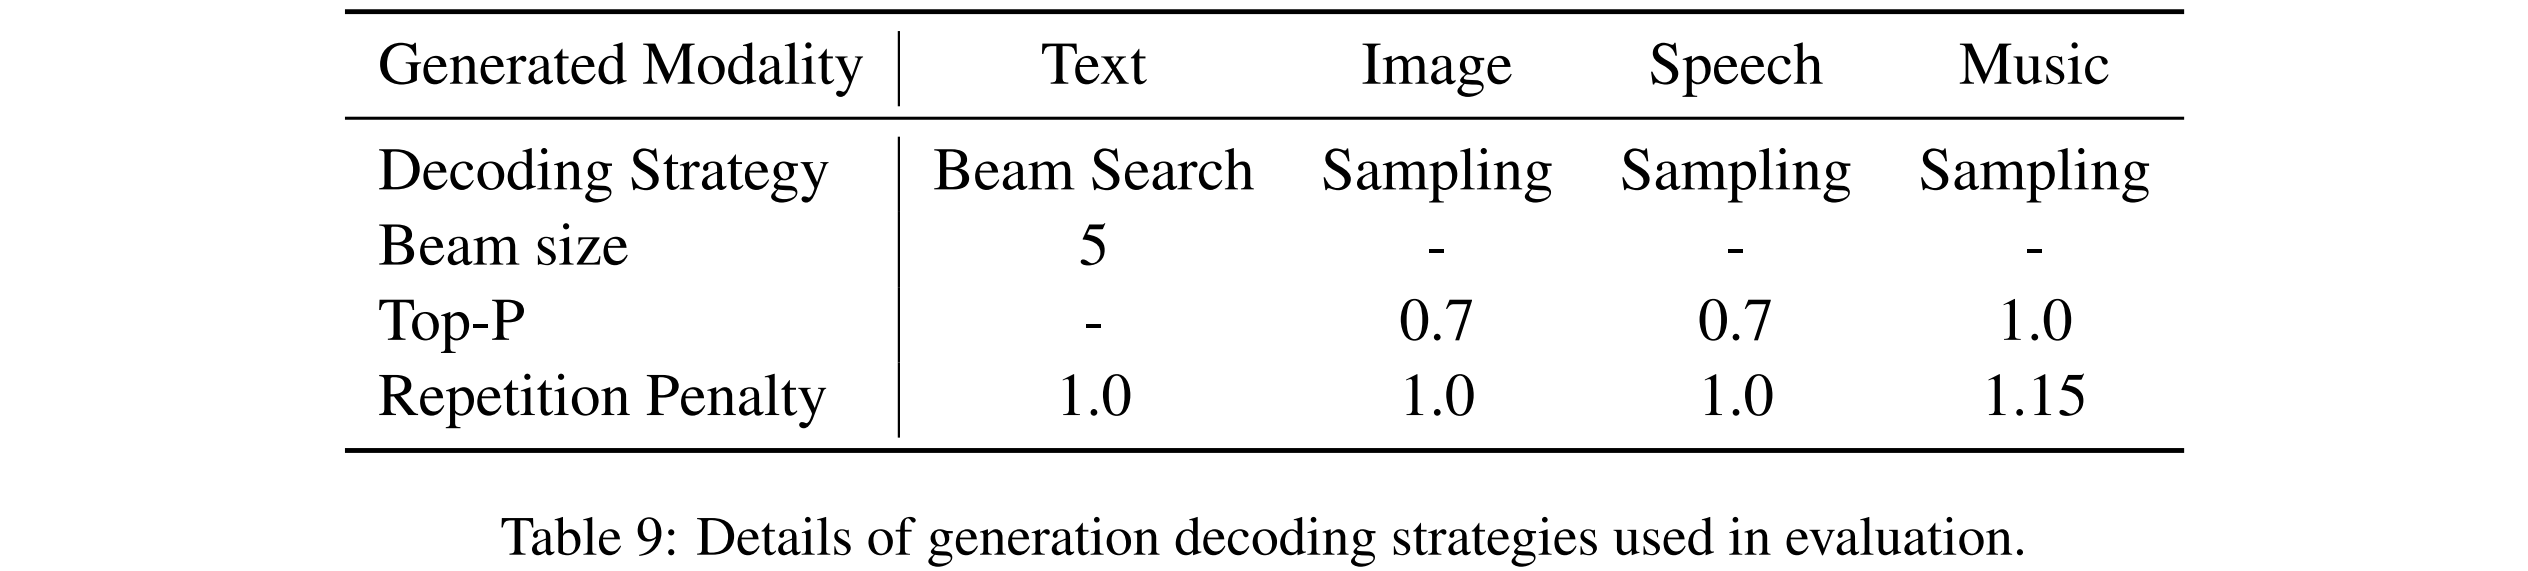 Generated Modality Text Image Speech Music
Decoding Strategy Beam Search Sampling Sampling Sampling
Beam size 5 - - -
Top-P - 0.7 0.7 1.0
Repetition Penalty 1.0 1.0 1.0 1.15
Table 9: Details of generation decoding strategies used in evaluation.